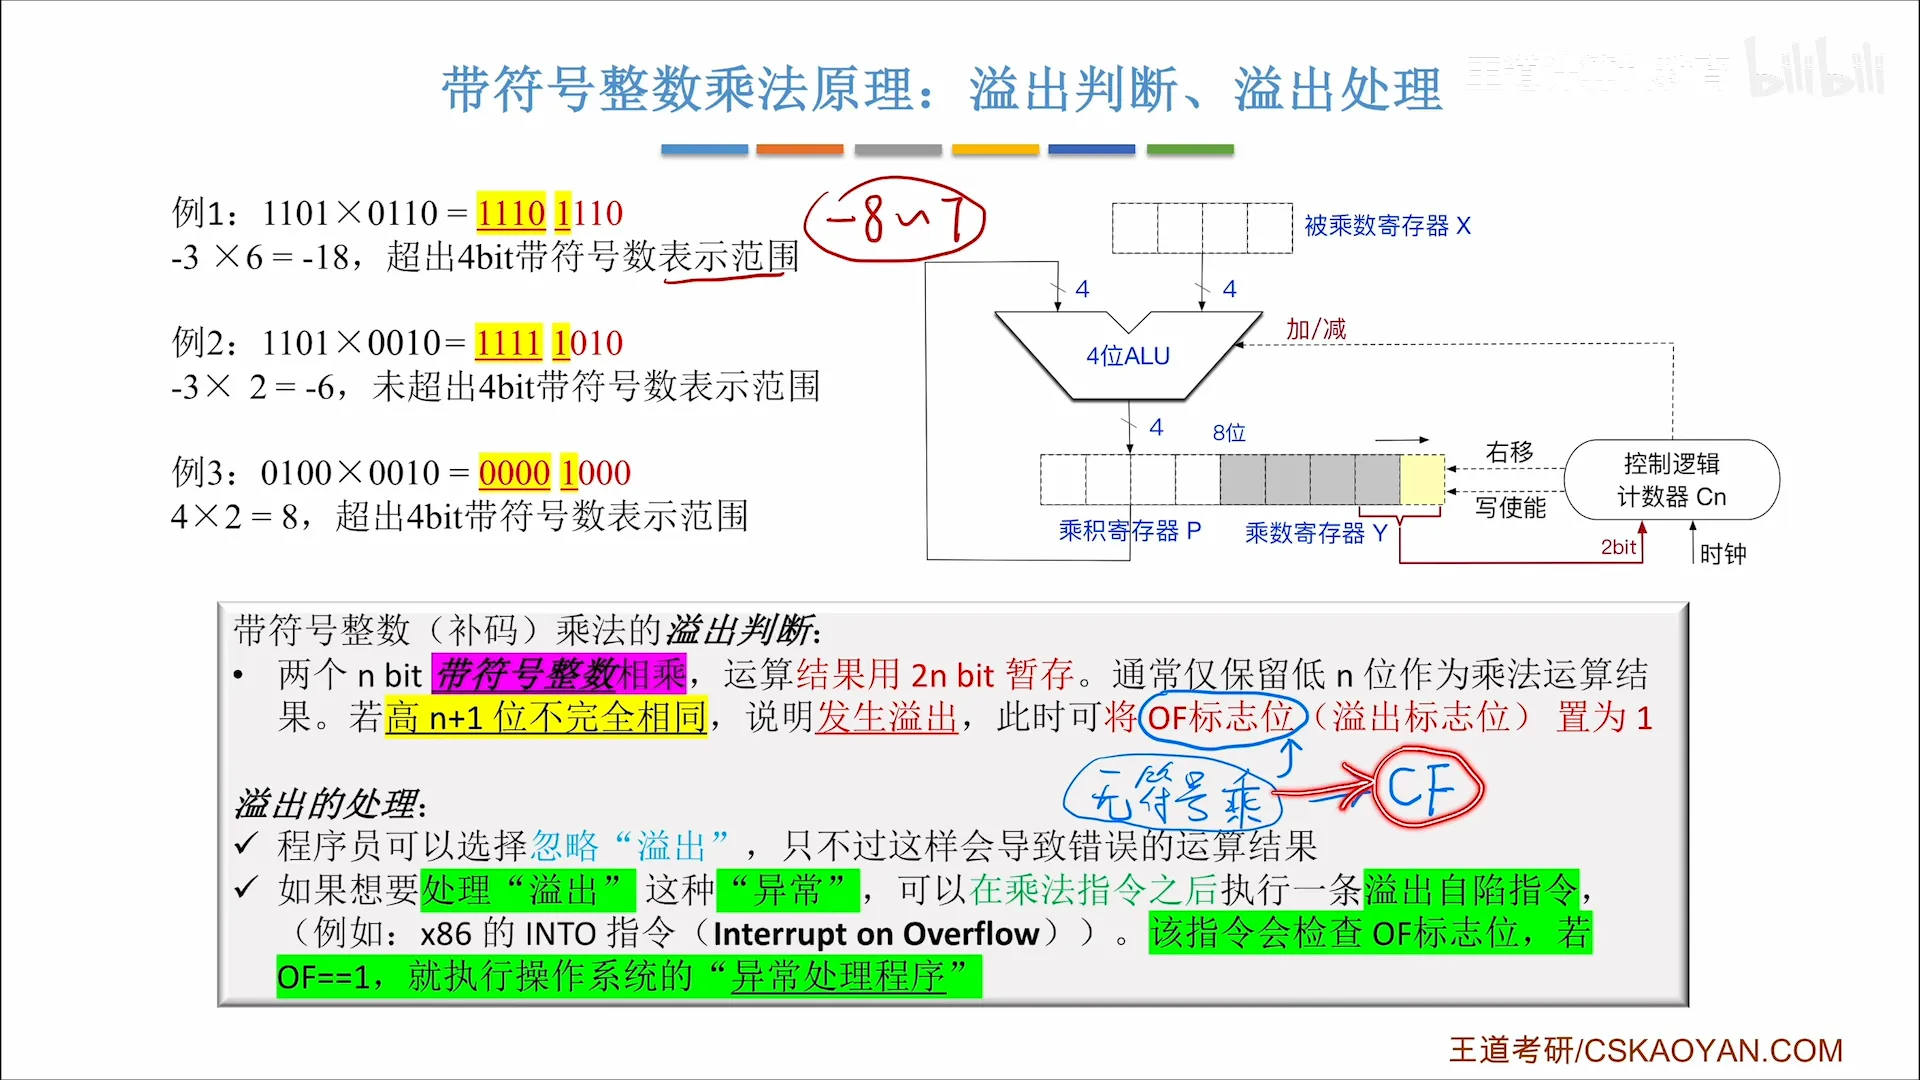 带符号整数乘法原理：溢出判断、溢出处理
bilibili
例1：1101×0110 = 1110 1110
-3 ×6 = -18，超出4bit带符号数表示范围
-8~7
例2：1101×0010= 1111 1010
-3× 2 = -6，未超出4bit带符号数表示范围
例3：0100×0010 = 0000 1000
4×2 = 8，超出4bit带符号数表示范围
被乘数寄存器 X
4
4
加/减
4位ALU
4
8位
右移
写使能
控制逻辑
计数器 Cn
乘积寄存器 P
乘数寄存器 Y
2bit
时钟
带符号整数（补码）乘法的溢出判断：
• 两个 n bit 带符号整数相乘，运算结果用 2n bit 暂存。通常仅保留低 n 位作为乘法运算结
果。若高 n+1 位不完全相同，说明发生溢出，此时可将 OF标志位（溢出标志位） 置为 1
无符号乘
CF
溢出的处理：
✓ 程序员可以选择忽略“溢出”，只不过这样会导致错误的运算结果
✓ 如果想要处理“溢出” 这种“异常”，可以在乘法指令之后执行一条溢出自陷指令，
（例如：x86 的 INTO 指令（Interrupt on Overflow））。该指令会检查 OF标志位，若
OF==1，就执行操作系统的“异常处理程序”
王道考研/CSKAOYAN.COM